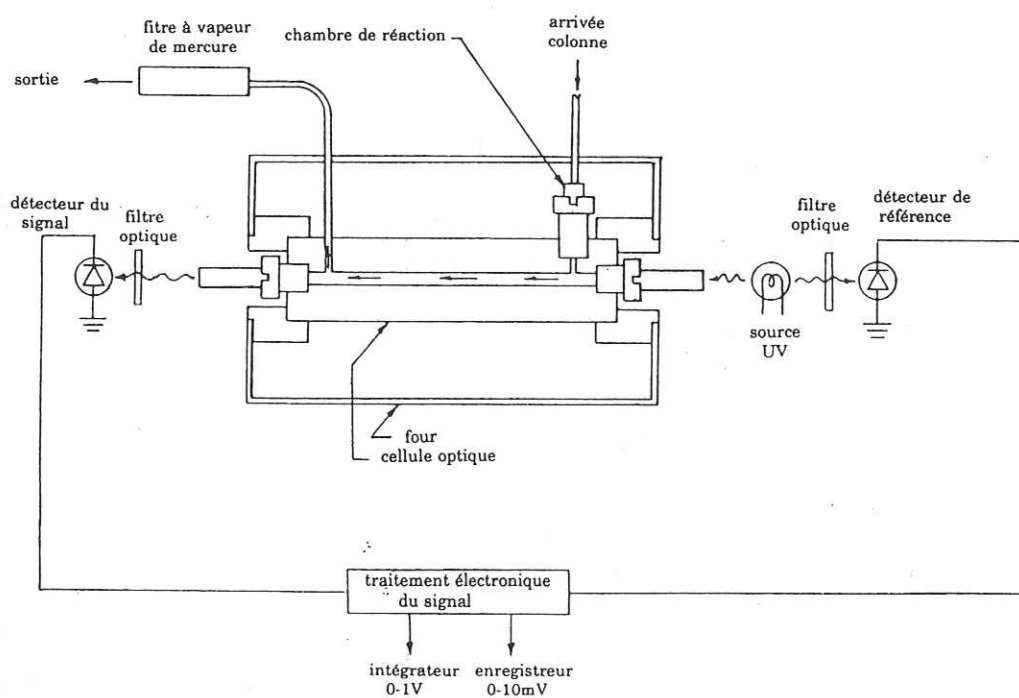 fitre à vapeur
de mercure
chambre de réaction
arrivée
colonne
sortie
détecteur du
signal
filtre
optique
filtre
optique
détecteur de
référence
source
UV
four
cellule optique
traitement électronique
du signal
intégrateur
0-1V
enregistreur
0-10mV